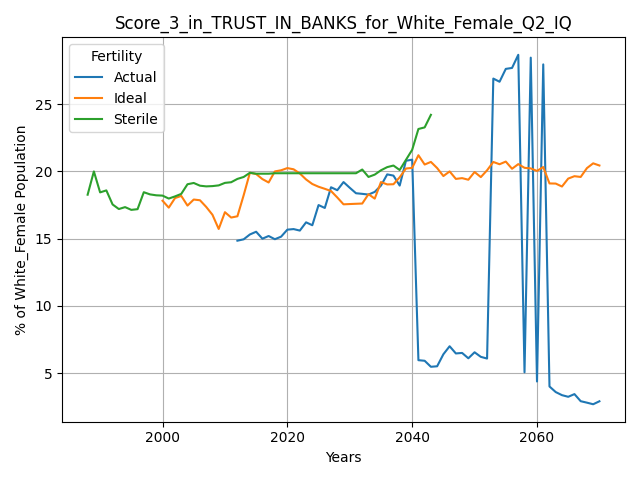 Score_3_in_TRUST_IN_BANKS_for_White_Female_Q2_IQ
Fertility
Actual
Ideal
Sterile
% of White_Female Population
25
20
15
10
5
2000 2020 2040 2060
Years